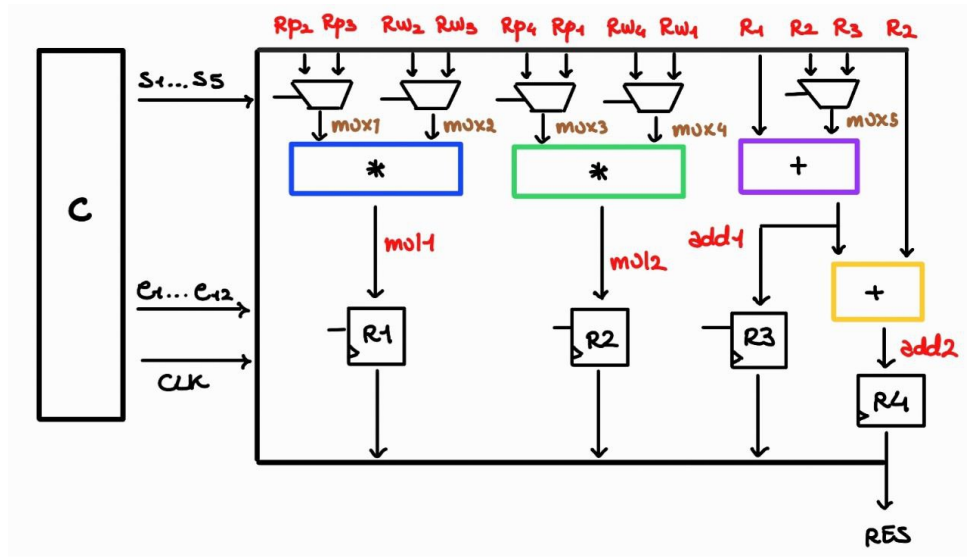 Rp2 Rp3 Rw2 Rw3 Rp4 Rp1 Rw4 Rw1 R1 R2 R3 R2
S1...S5
mux1 mux2 mux3 mux4 mux5
* * +
C
add1
mul1 mul2
e1...e12
+
R1 R2 R3
add2
CLK
R4
RES